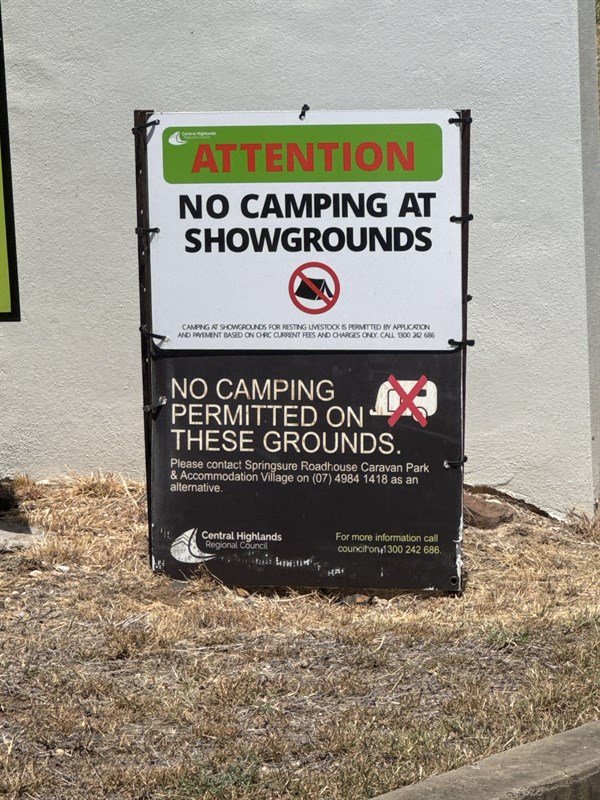 Central Highlands
Regional Council
ATTENTION
NO CAMPING AT
SHOWGROUNDS
CAMPING AT SHOWGROUNDS FOR RESTING LIVESTOCK IS PERMITTED BY APPLICATION
AND PAYMENT BASED ON CHRC CURRENT FEES AND CHARGES ONLY. CALL 1300 242 686
NO CAMPING
PERMITTED ON
THESE GROUNDS.
Please contact Springsure Roadhouse Caravan Park
& Accommodation Village on (07) 4984 1418 as an
alternative.
Central Highlands
Regional Council
For more information call
council on 1300 242 686.